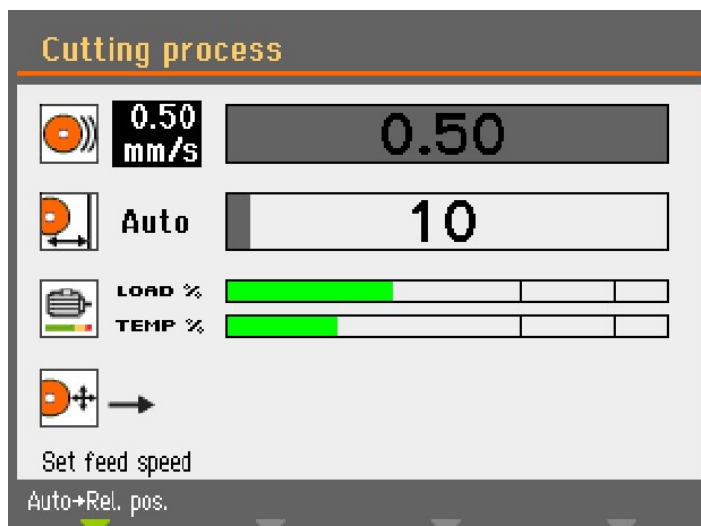 Cutting process
0.50
mm/s
0.50
Auto
10
LOAD %
TEMP %
Set feed speed
Auto→Rel. pos.